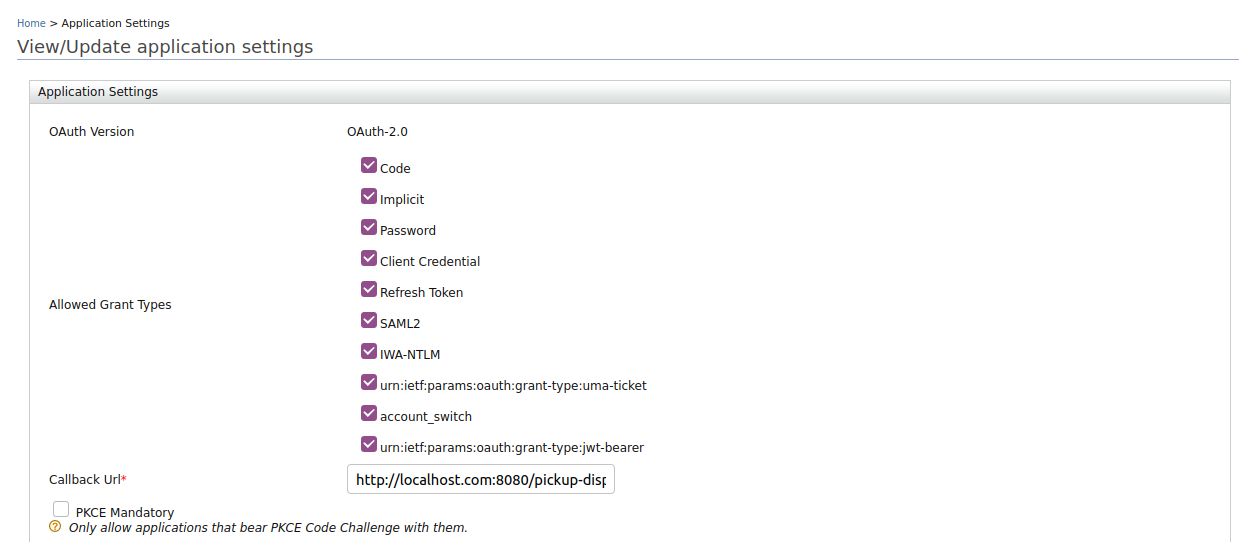 Home > Application Settings
View/Update application settings
Application Settings
OAuth Version OAuth-2.0
Code
Implicit
Password
Client Credential
Refresh Token
Allowed Grant Types
SAML2
IWA-NTLM
urn:ietf:params:oauth:grant-type:uma-ticket
account_switch
urn:ietf:params:oauth:grant-type:jwt-bearer
Callback Url* http://localhost.com:8080/pickup-disp
PKCE Mandatory
? Only allow applications that bear PKCE Code Challenge with them.